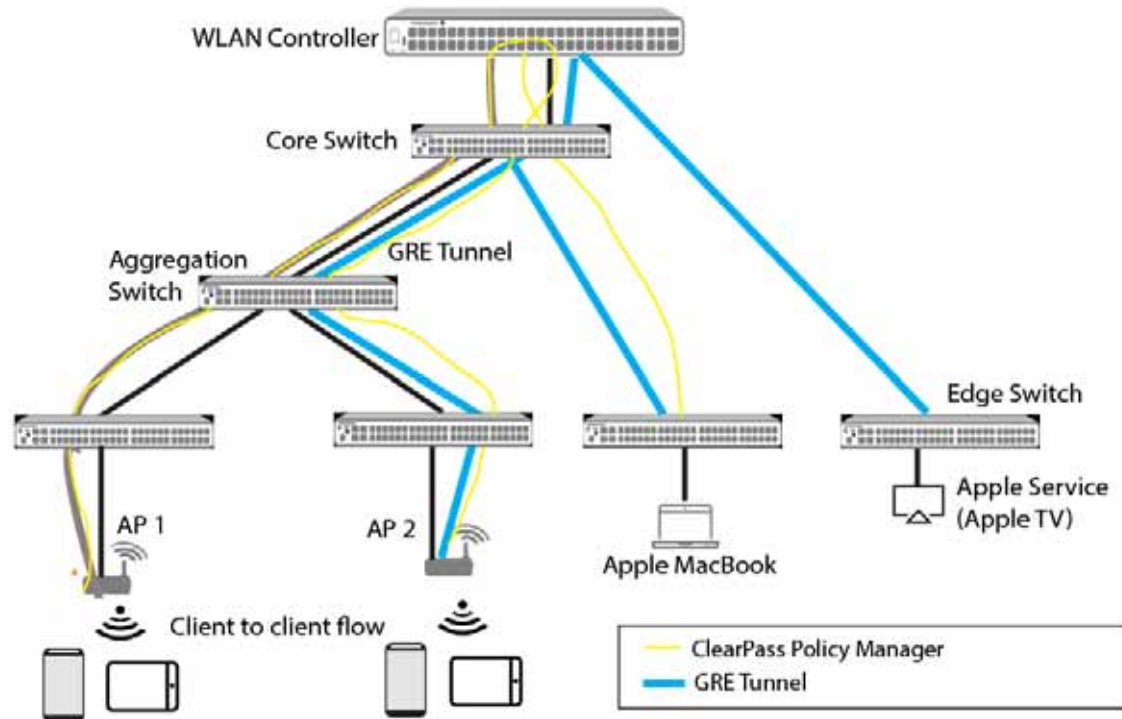 WLAN Controller
Core Switch
Aggregation
Switch
GRE Tunnel
Edge Switch
AP 1
AP 2
Apple MacBook
Apple Service
(Apple TV)
Client to client flow
ClearPass Policy Manager
GRE Tunnel